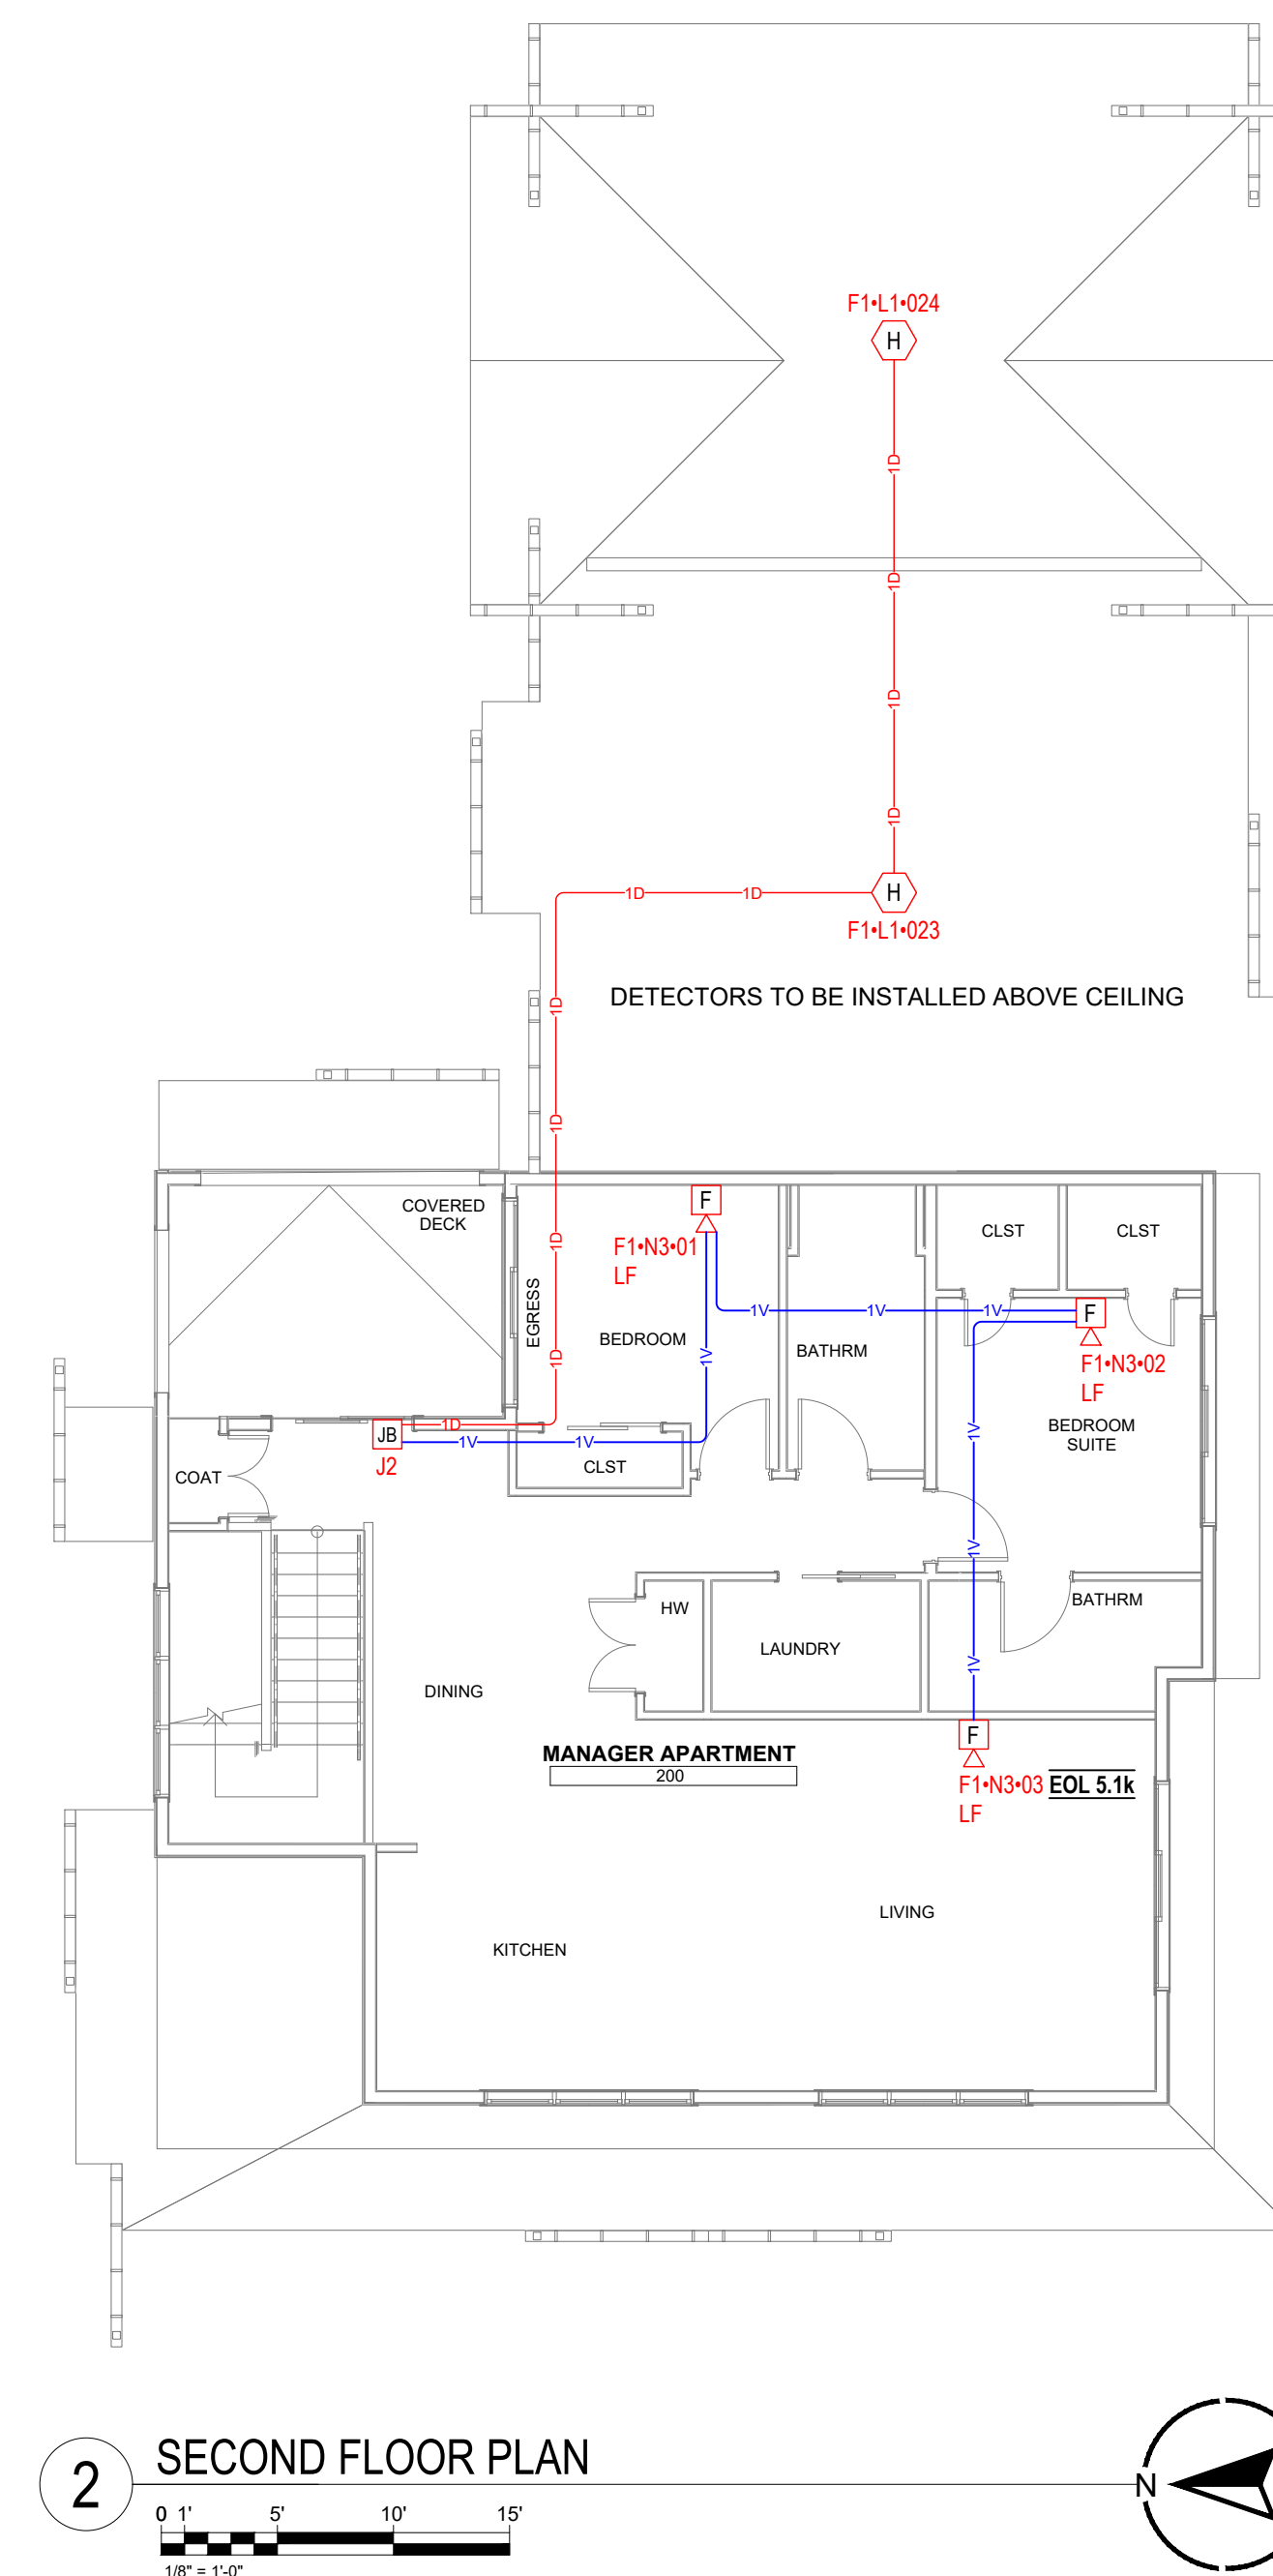 F1•L1•024
H
1D
1D
1D
1D
1D
1D
H
F1•L1•023
DETECTORS TO BE INSTALLED ABOVE CEILING
1D
1D
1D
1D
1D
COVERED
DECK
EGRESS
F
F1•N3•01
LF
BEDROOM
1V
1V
1V
1V
BATHRM
CLST
CLST
F
F1•N3•02
LF
BEDROOM
SUITE
JB
J2
1V
1V
CLST
COAT
1V
1V
1V
BATHRM
HW
LAUNDRY
DINING
MANAGER APARTMENT
200
F
F1•N3•03
EOL 5.1k
LF
LIVING
KITCHEN
2
SECOND FLOOR PLAN
N
0 1' 5' 10' 15'
1/8" = 1'-0"